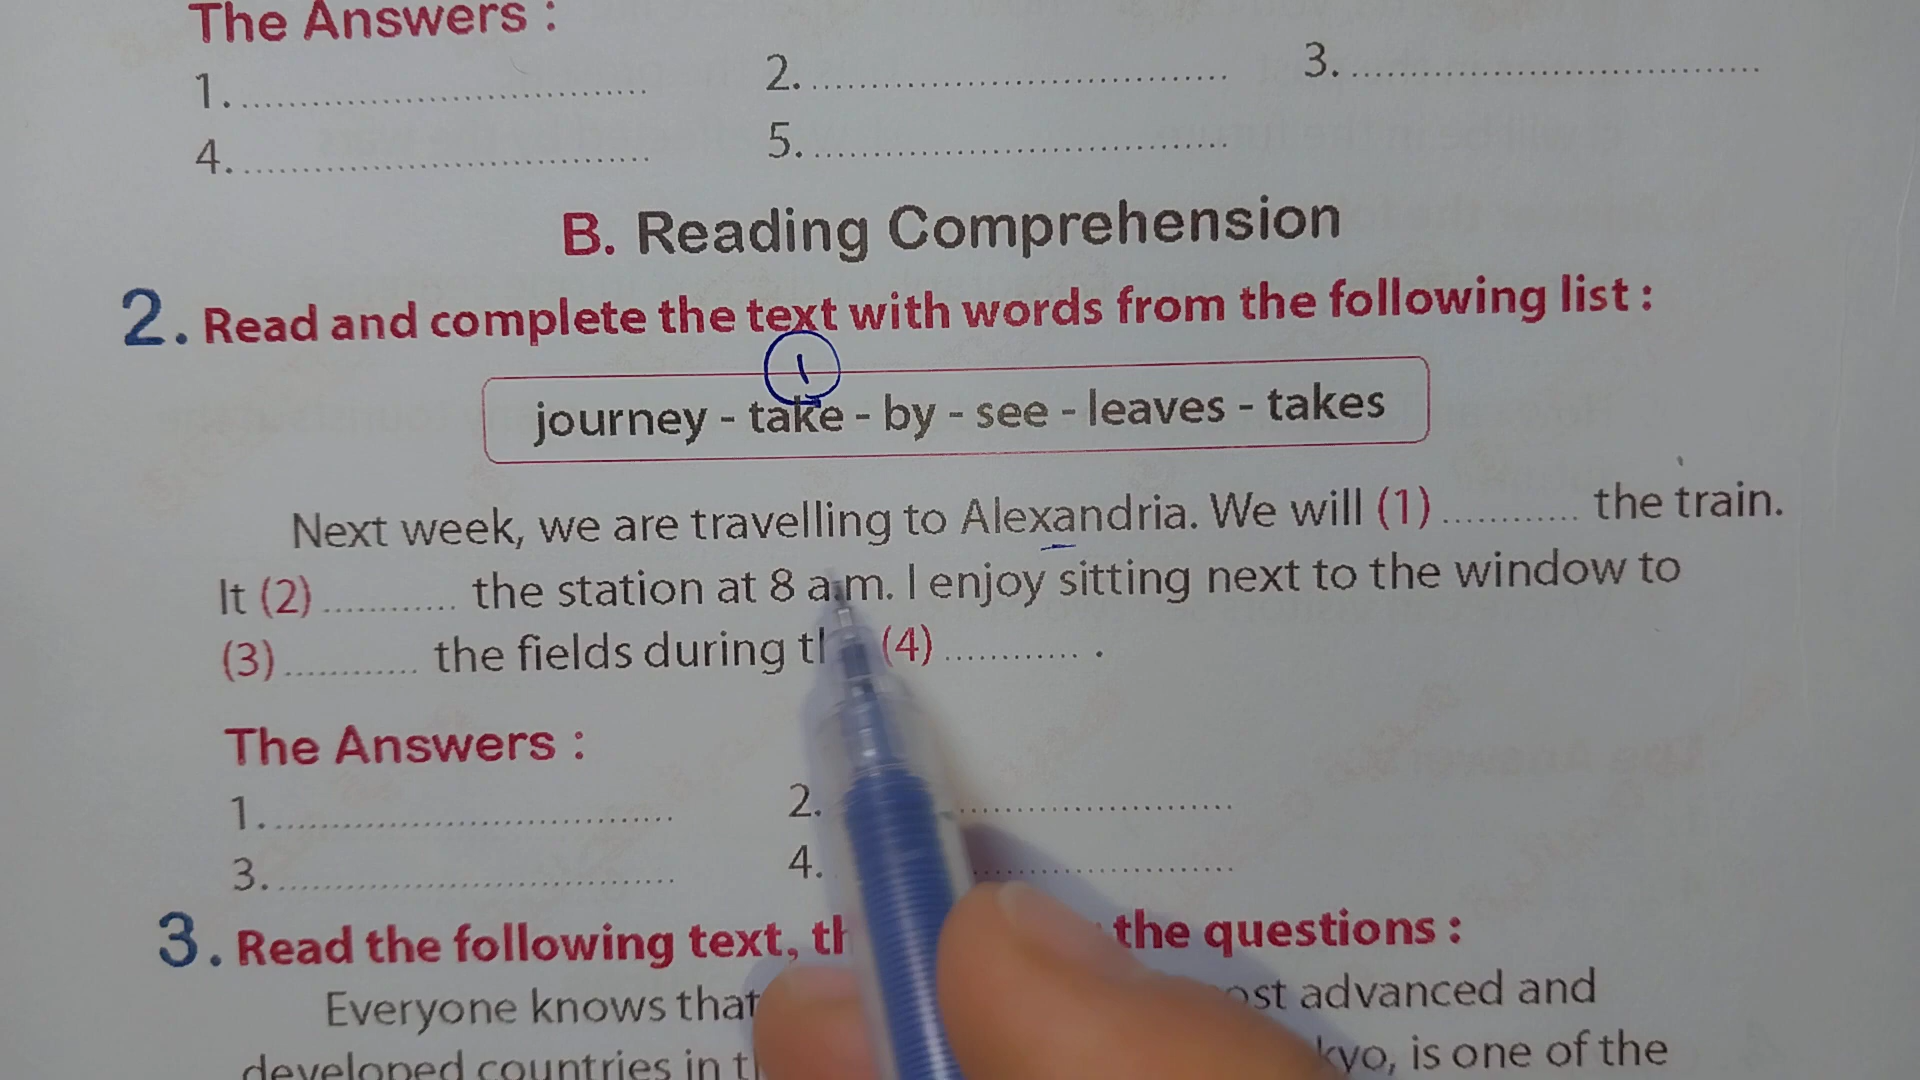 The Answers :
1. ........................ 2. ........................ 3. ........................
4. ........................ 5. ........................
B. Reading Comprehension
2. Read and complete the text with words from the following list :
1
journey - take - by - see - leaves - takes
Next week, we are travelling to Alexandria. We will (1) ............ the train.
It (2) ............ the station at 8 a.m. I enjoy sitting next to the window to
(3) ............ the fields during (4) ............ .
The Answers :
1. ........................ 2. ........................
3. ........................ 4. ........................
3. Read the following text, the questions :
Everyone knows that advanced and
developed countries in is one of the